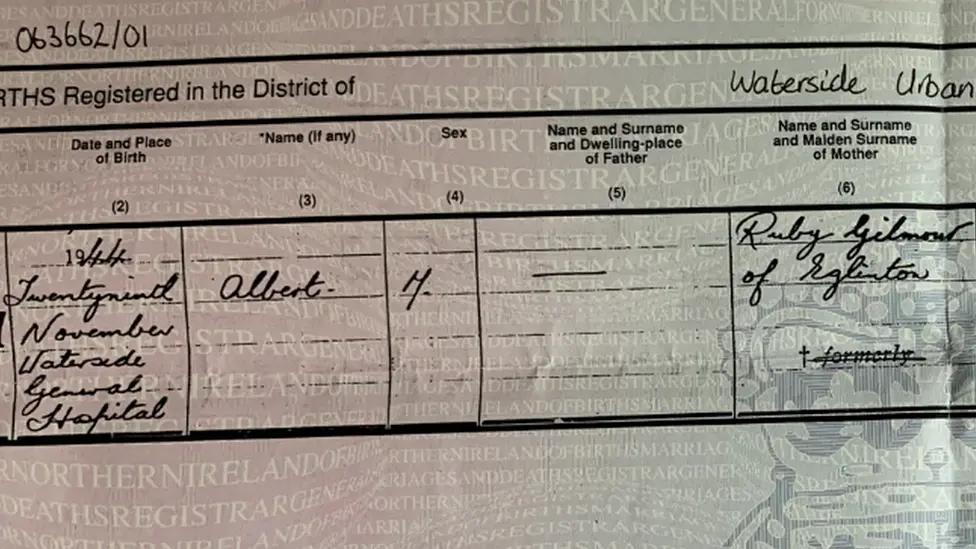 063662/01
RTHS Registered in the District of Waterside Urban
Date and Place of Birth
*Name (if any)
Sex
Name and Surname and Dwelling-place of Father
Name and Surname and Maiden Surname of Mother
(2)
(3)
(4)
(5)
(6)
1944
Twentyninth
November
Waterside
General
Hospital
Albert.
M.
—
Ruby Gilmour
of Eglinton
† formerly